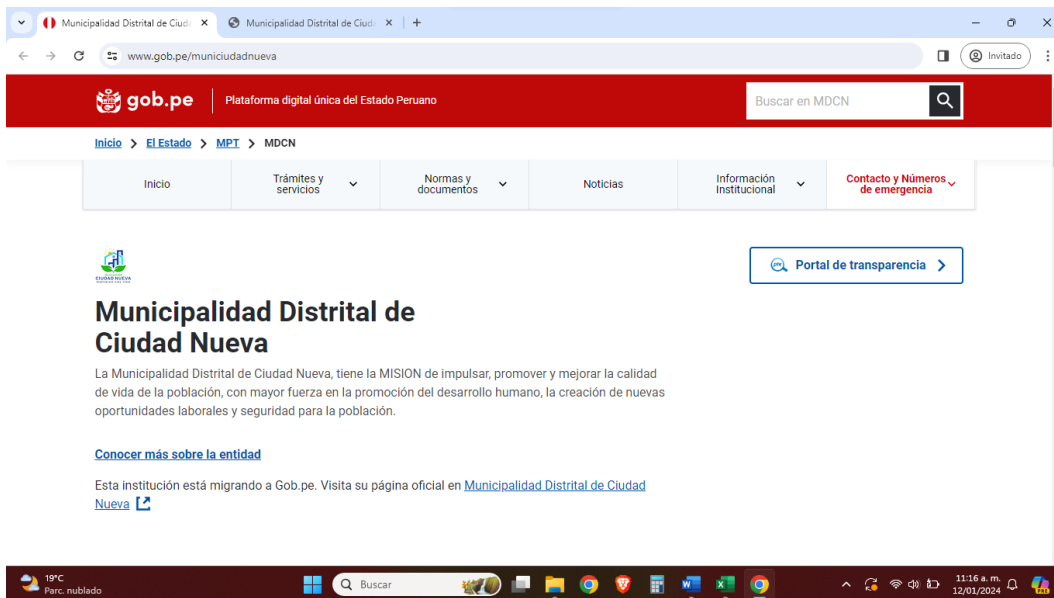 Municipalidad Distrital de Ciud
Municipalidad Distrital de Ciud
www.gob.pe/municiudadnueva
Invitado
gob.pe
Plataforma digital única del Estado Peruano
Buscar en MDCN
Inicio > El Estado > MPT > MDCN
Inicio
Trámites y
servicios
Normas y
documentos
Noticias
Información
Institucional
Contacto y Números
de emergencia
CIUDAD NUEVA
Portal de transparencia
Municipalidad Distrital de
Ciudad Nueva
La Municipalidad Distrital de Ciudad Nueva, tiene la MISION de impulsar, promover y mejorar la calidad
de vida de la población, con mayor fuerza en la promoción del desarrollo humano, la creación de nuevas
oportunidades laborales y seguridad para la población.
Conocer más sobre la entidad
Esta institución está migrando a Gob.pe. Visita su página oficial en Municipalidad Distrital de Ciudad
Nueva
19°C
Parc. nublado
Buscar
11:16 a. m.
12/01/2024